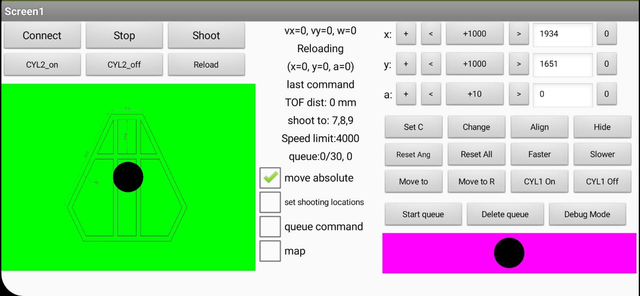 Screen1
Connect Stop Shoot
CYL2_on CYL2_off Reload
vx=0, vy=0, w=0
Reloading
(x=0, y=0, a=0)
last command
TOF dist: 0 mm
shoot to: 7,8,9
Speed limit:4000
queue:0/30, 0
move absolute
set shooting locations
queue command
map
x: + < +1000 > 1934 0
y: + < +1000 > 1651 0
a: + < +10 > 0 0
Set C Change Align Hide
Reset Ang Reset All Faster Slower
Move to Move to R CYL1 On CYL1 Off
Start queue Delete queue Debug Mode